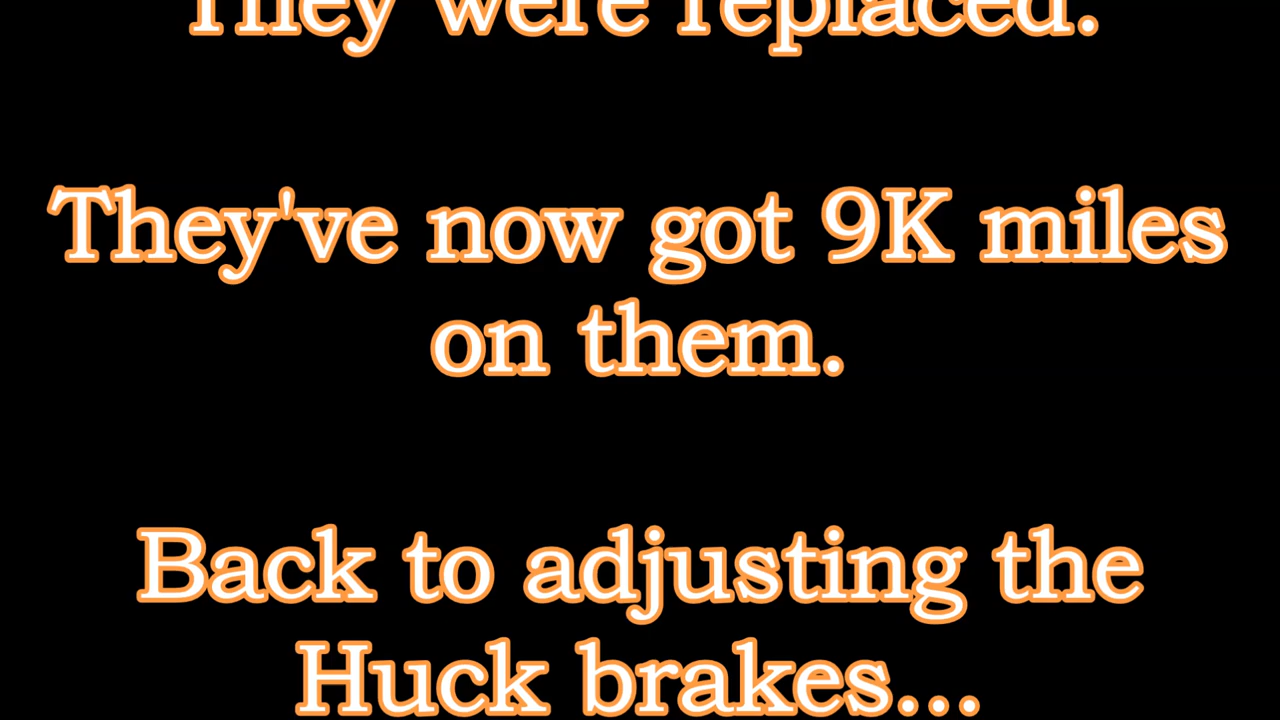 They were replaced.
They've now got 9K miles
on them.
Back to adjusting the
Huck brakes...